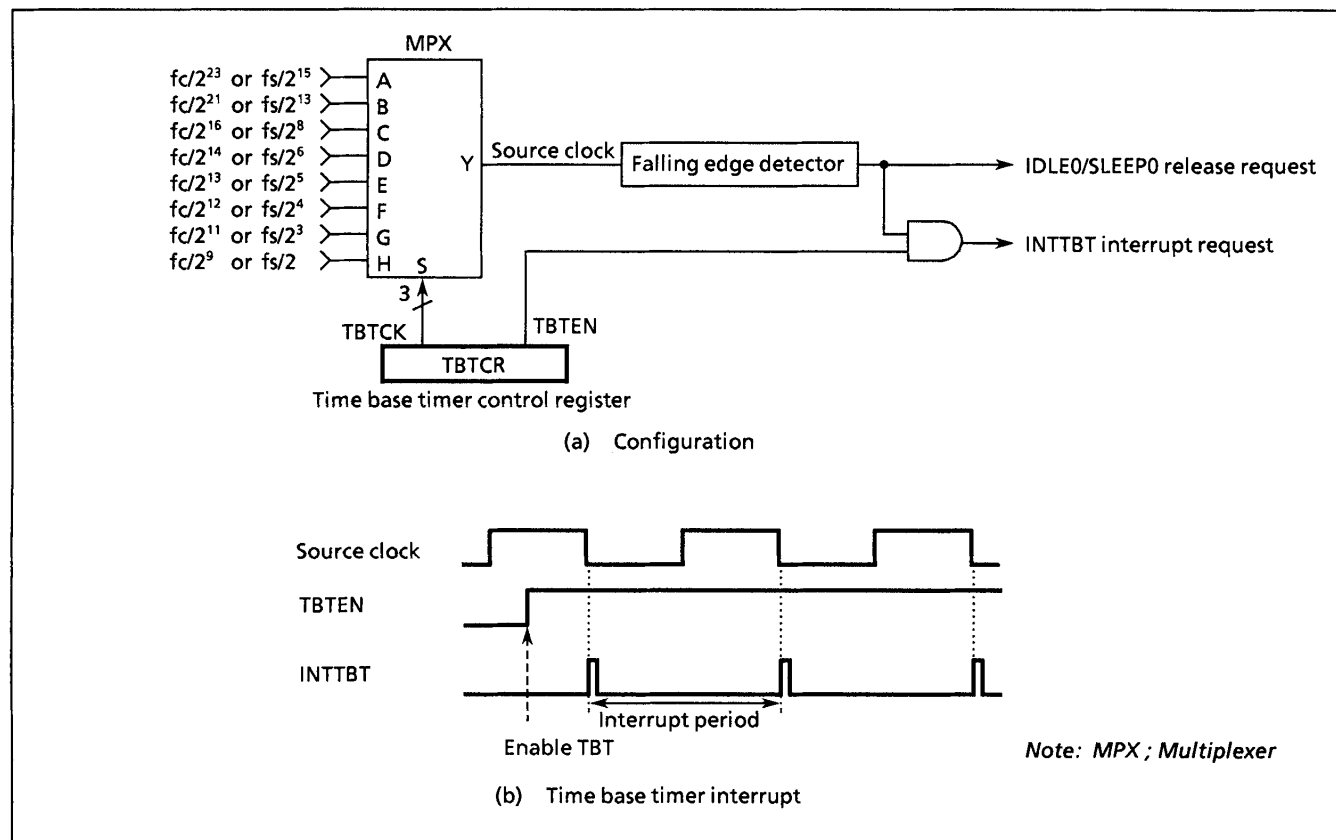 MPX
fc/2²³ or fs/2¹⁵ A
fc/2²¹ or fs/2¹³ B
fc/2¹⁶ or fs/2⁸ C
fc/2¹⁴ or fs/2⁶ D
fc/2¹³ or fs/2⁵ E
fc/2¹² or fs/2⁴ F
fc/2¹¹ or fs/2³ G
fc/2⁹ or fs/2 H
S
Y
Source clock
Falling edge detector
IDLE0/SLEEP0 release request
INTTBT interrupt request
3
TBTCK
TBTEN
TBTCR
Time base timer control register
(a) Configuration
Source clock
TBTEN
INTTBT
Interrupt period
Enable TBT
Note: MPX ; Multiplexer
(b) Time base timer interrupt